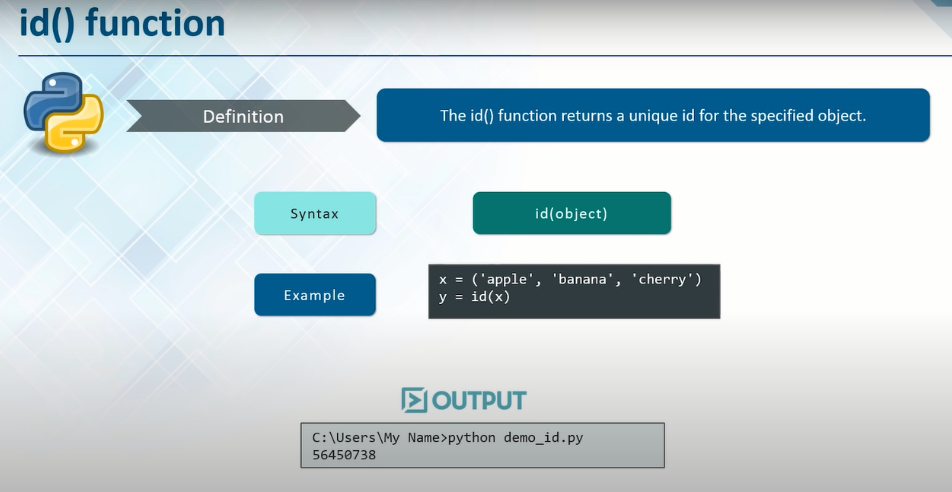 id() function
Definition
The id() function returns a unique id for the specified object.
Syntax
id(object)
Example
x = ('apple', 'banana', 'cherry')
y = id(x)
OUTPUT
C:\Users\My Name>python demo_id.py
56450738